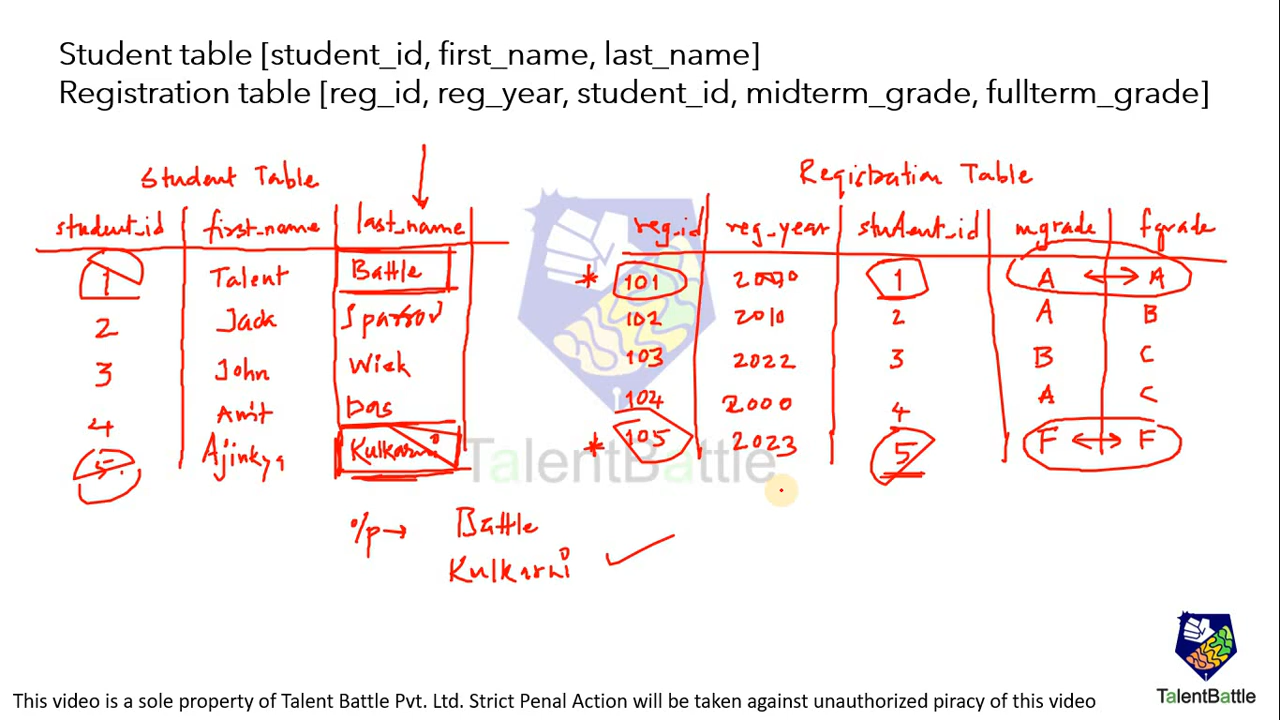 Student table [student_id, first_name, last_name]
Registration table [reg_id, reg_year, student_id, midterm_grade, fullterm_grade]
Student Table
student_id first_name last_name
1 Talent Battle
2 Jack Sparrow
3 John Wick
4 Amit Das
5 Ajinkya Kulkarni
Registration Table
reg_id reg_year student_id mgrade fgrade
* 101 2000 1 A ↔ A
102 2010 2 A B
103 2022 3 B C
104 2000 4 A C
* 105 2023 5 F ↔ F
TalentBattle
o/p → Battle
Kulkarni ✓
TalentBattle
This video is a sole property of Talent Battle Pvt. Ltd. Strict Penal Action will be taken against unauthorized piracy of this video